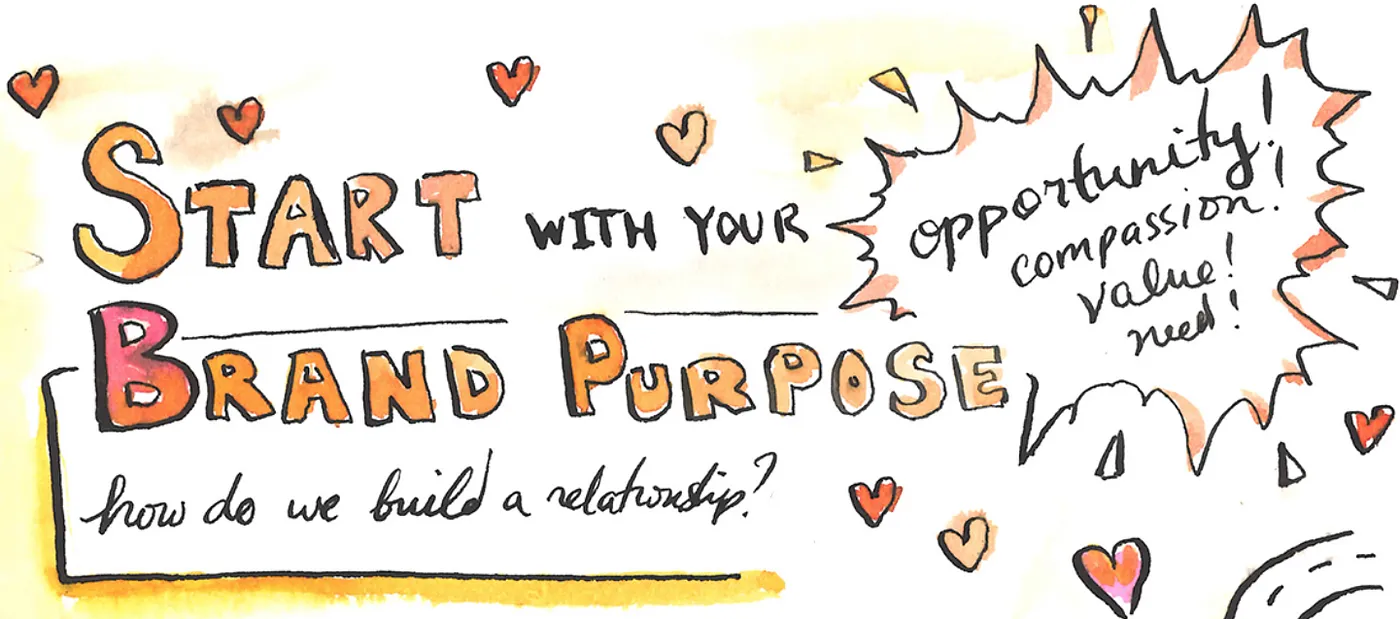 START WITH YOUR
BRAND PURPOSE
how do we build a relationship?
opportunity!
compassion!
value!
need!